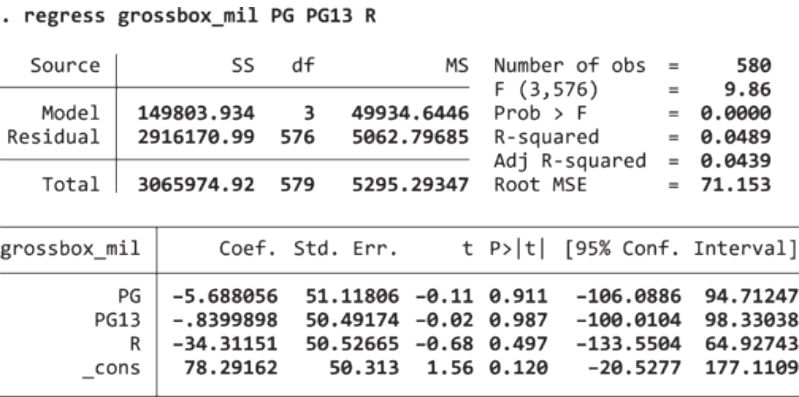 . regress grossbox_mil PG PG13 R
Source SS df MS Number of obs = 580
F (3,576) = 9.86
Model 149803.934 3 49934.6446 Prob > F = 0.0000
Residual 2916170.99 576 5062.79685 R-squared = 0.0489
Adj R-squared = 0.0439
Total 3065974.92 579 5295.29347 Root MSE = 71.153
grossbox_mil Coef. Std. Err. t P>|t| [95% Conf. Interval]
PG -5.688056 51.11806 -0.11 0.911 -106.0886 94.71247
PG13 -.8399898 50.49174 -0.02 0.987 -100.0104 98.33038
R -34.31151 50.52665 -0.68 0.497 -133.5504 64.92743
_cons 78.29162 50.313 1.56 0.120 -20.5277 177.1109